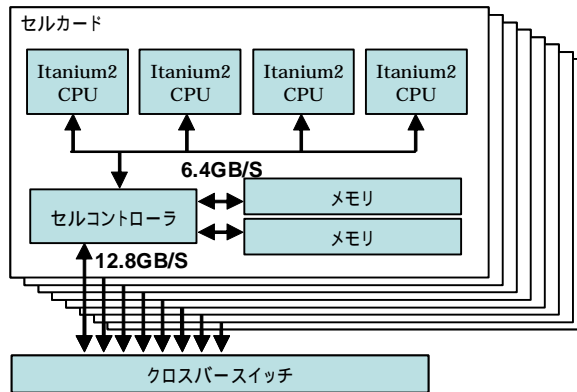 セルカード
Itanium2
CPU
Itanium2
CPU
Itanium2
CPU
Itanium2
CPU
6.4GB/S
セルコントローラ
メモリ
メモリ
12.8GB/S
クロスバースイッチ